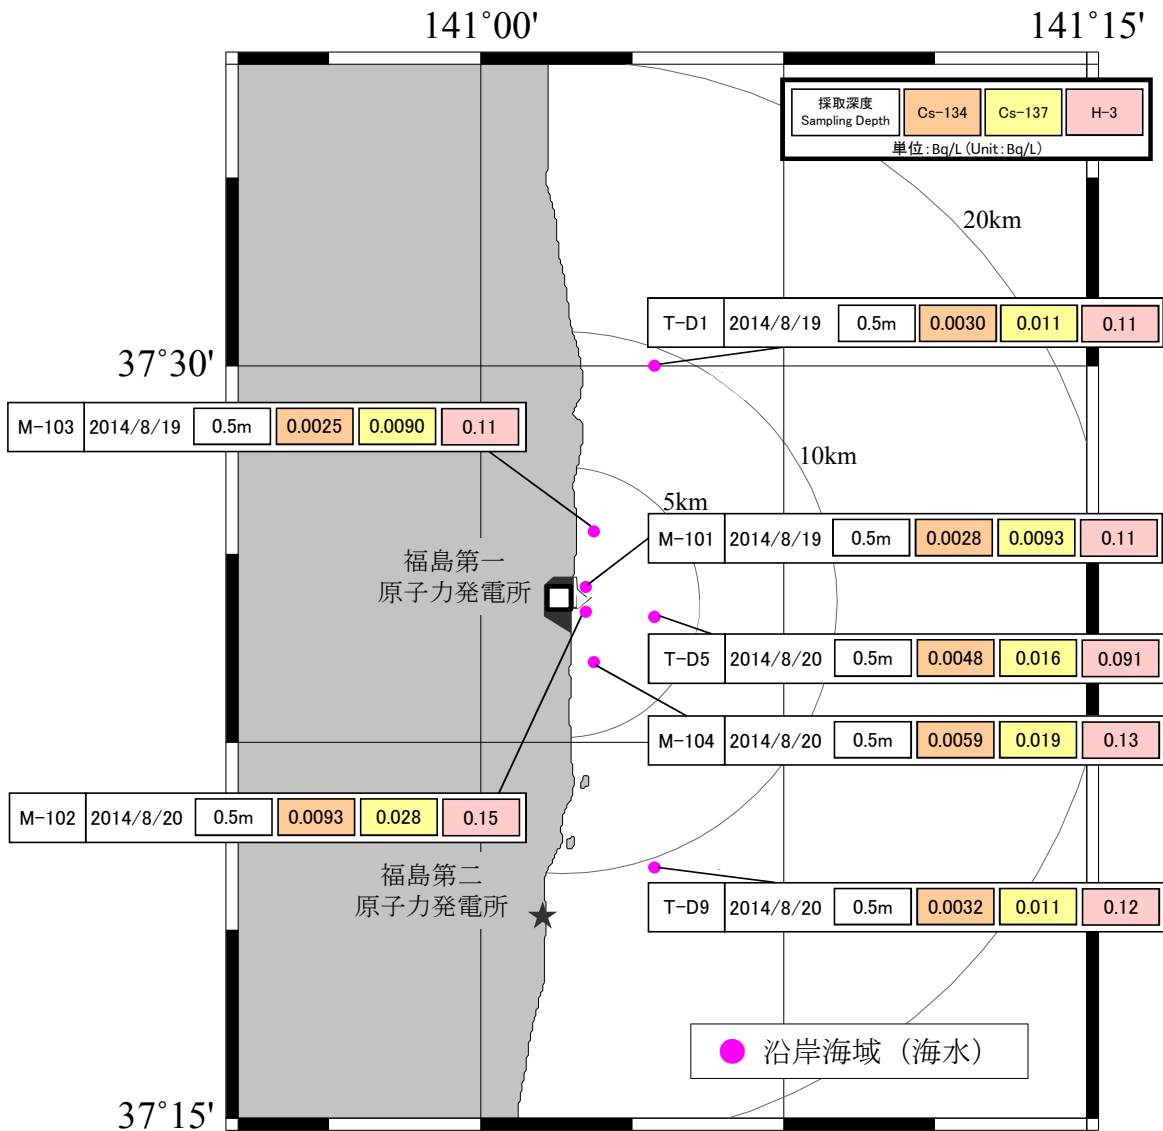 141°00'
141°15'
採取深度
Sampling Depth
Cs-134
Cs-137
H-3
単位:Bq/L (Unit:Bq/L)
20km
T-D1 2014/8/19 0.5m 0.0030 0.011 0.11
37°30'
M-103 2014/8/19 0.5m 0.0025 0.0090 0.11
10km
5km
M-101 2014/8/19 0.5m 0.0028 0.0093 0.11
福島第一
原子力発電所
T-D5 2014/8/20 0.5m 0.0048 0.016 0.091
M-104 2014/8/20 0.5m 0.0059 0.019 0.13
M-102 2014/8/20 0.5m 0.0093 0.028 0.15
福島第二
原子力発電所
T-D9 2014/8/20 0.5m 0.0032 0.011 0.12
沿岸海域（海水）
37°15'